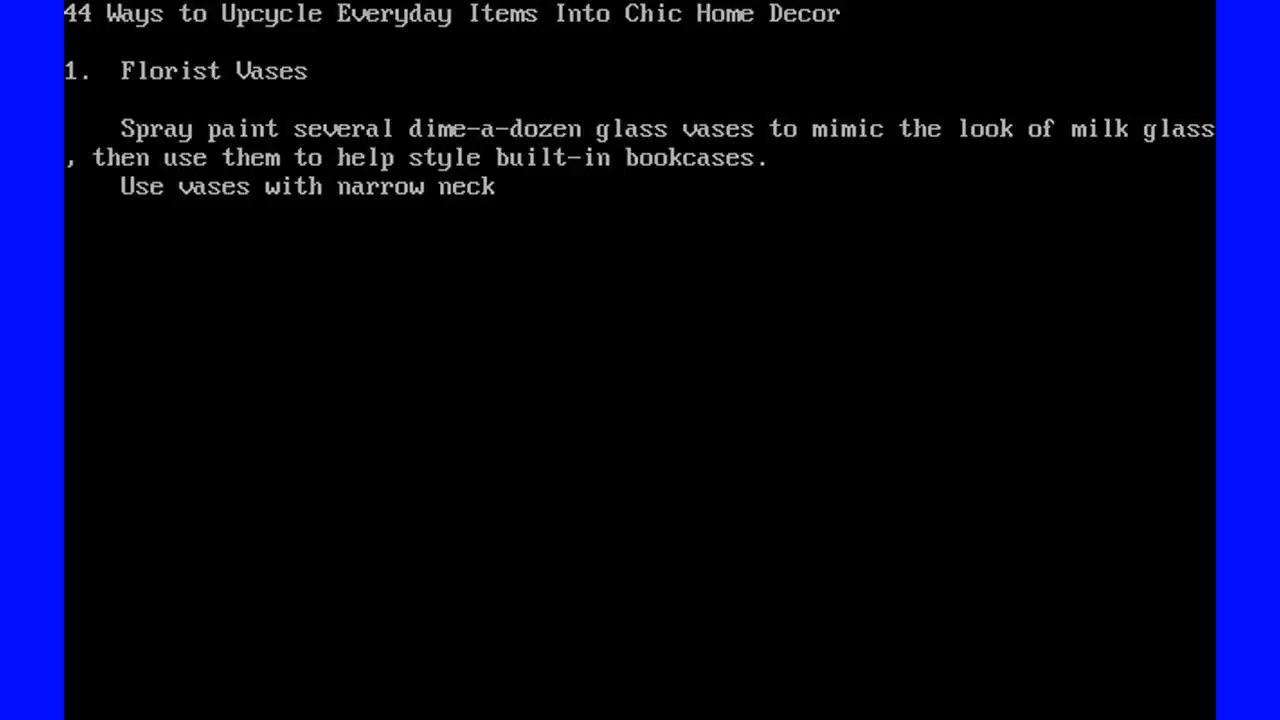 44 Ways to Upcycle Everyday Items Into Chic Home Decor
1.  Florist Vases
Spray paint several dime-a-dozen glass vases to mimic the look of milk glass
, then use them to help style built-in bookcases.
Use vases with narrow neck